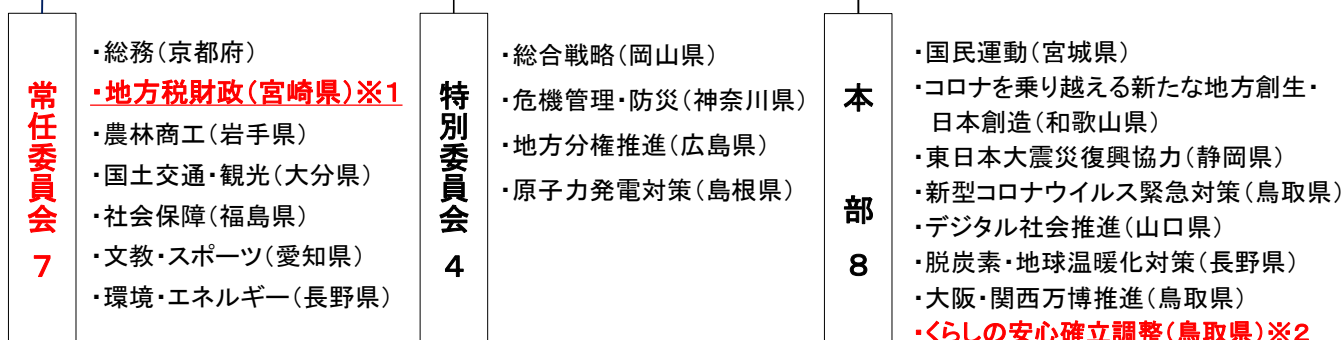 常任委員会 7
・総務(京都府)
・地方税財政(宮崎県)※1
・農林商工(岩手県)
・国土交通・観光(大分県)
・社会保障(福島県)
・文教・スポーツ(愛知県)
・環境・エネルギー(長野県)
特別委員会 4
・総合戦略(岡山県)
・危機管理・防災(神奈川県)
・地方分権推進(広島県)
・原子力発電対策(島根県)
本部 8
・国民運動(宮城県)
・コロナを乗り越える新たな地方創生・
日本創造(和歌山県)
・東日本大震災復興協力(静岡県)
・新型コロナウイルス緊急対策(鳥取県)
・デジタル社会推進(山口県)
・脱炭素・地球温暖化対策(長野県)
・大阪・関西万博推進(鳥取県)
・くらしの安心確立調整(鳥取県)※2